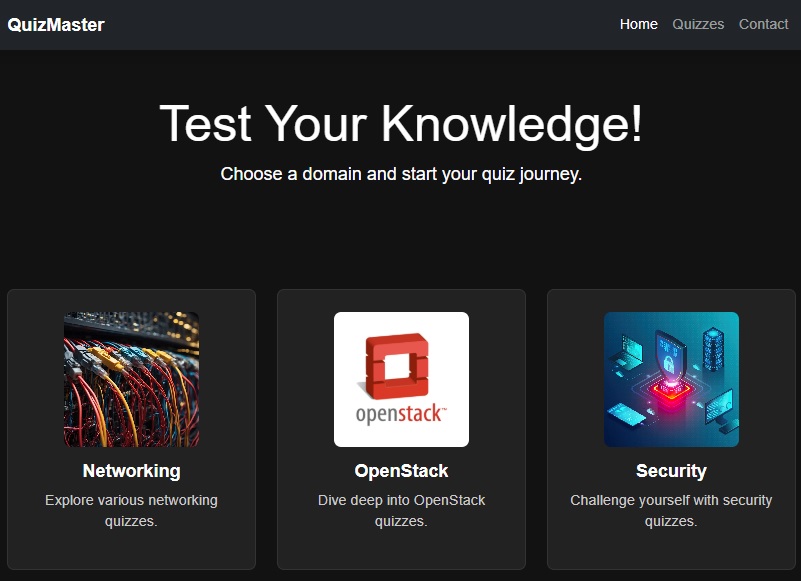 QuizMaster
Home Quizzes Contact
Test Your Knowledge!
Choose a domain and start your quiz journey.
openstack™
Networking
Explore various networking
quizzes.
OpenStack
Dive deep into OpenStack
quizzes.
Security
Challenge yourself with security
quizzes.